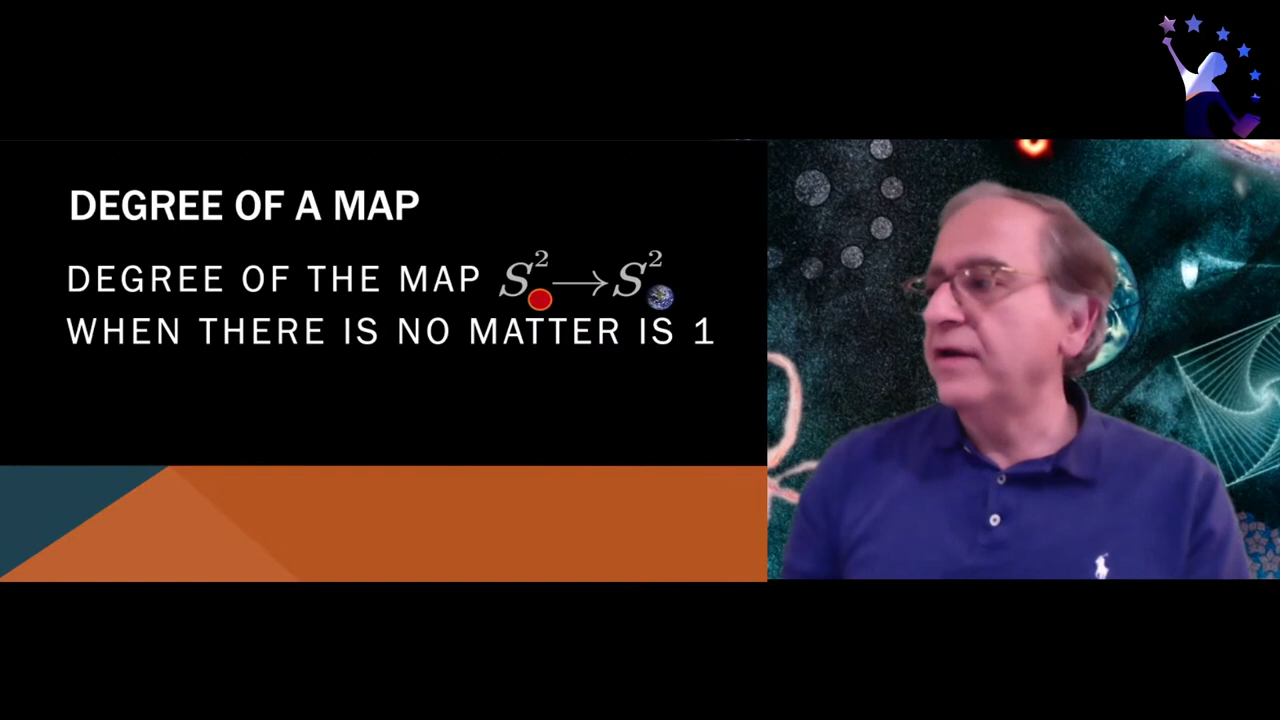 DEGREE OF A MAP
DEGREE OF THE MAP S² → S²
WHEN THERE IS NO MATTER IS 1